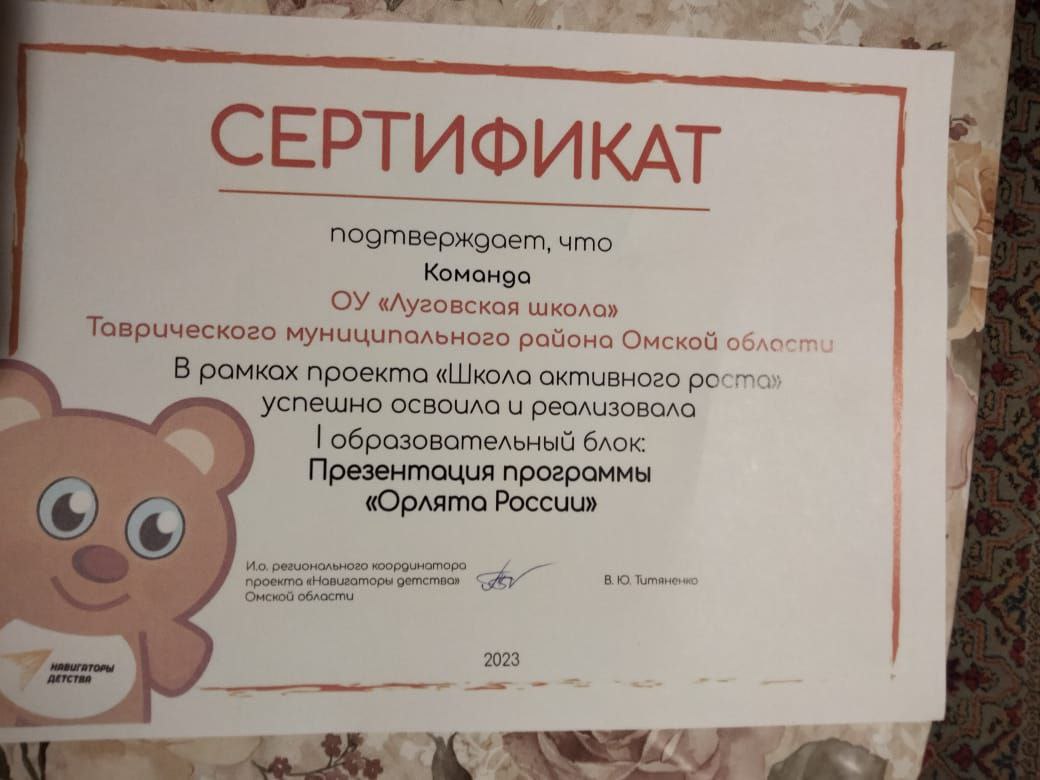 СЕРТИФИКАТ
подтверждает, что
Команда
ОУ «Луговская школа»
Таврического муниципального района Омской области
В рамках проекта «Школа активного роста»
успешно освоила и реализовала
I образовательный блок:
Презентация программы
«Орлята России»
И.о. регионального координатора
проекта «Навигаторы детства»
Омской области
В. Ю. Титяненко
НАВИГАТОРЫ
ДЕТСТВА
2023